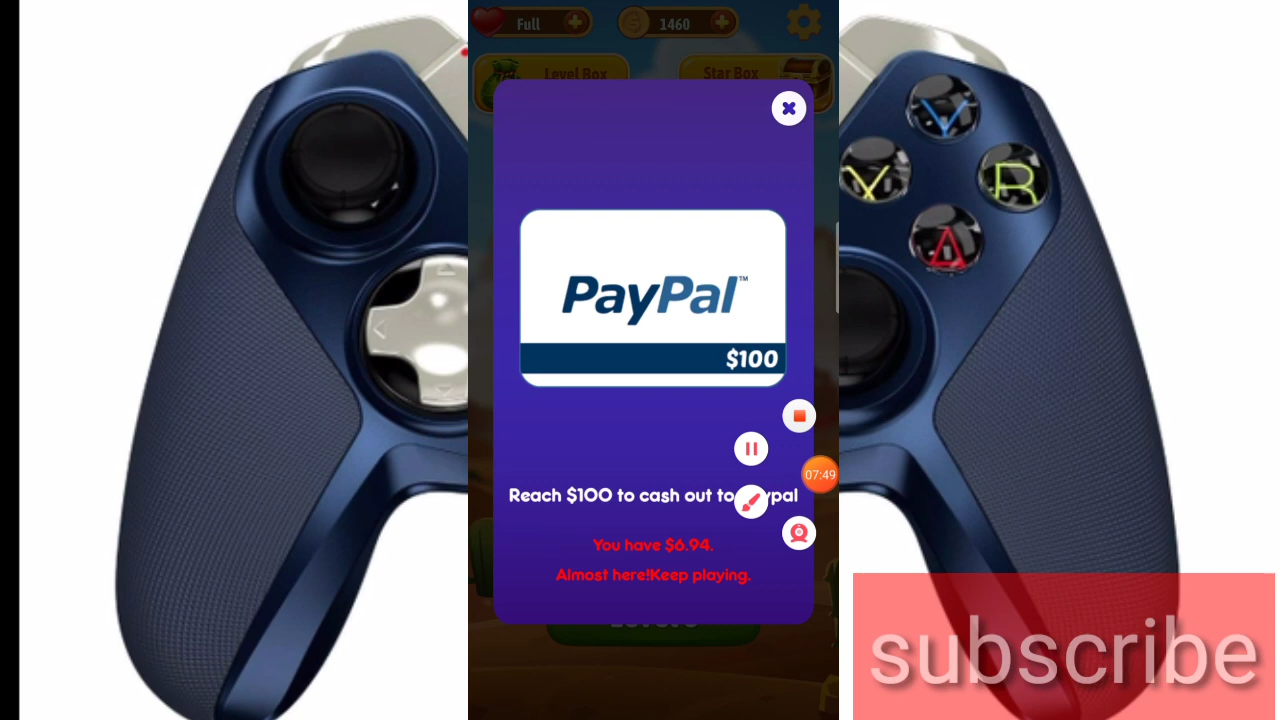 Full
1460
Level Box
Star Box
PayPal™
$100
Reach $100 to cash out to ypal
You have $6.94.
Almost here!Keep playing.
07:49
Y
X
R
A
subscribe